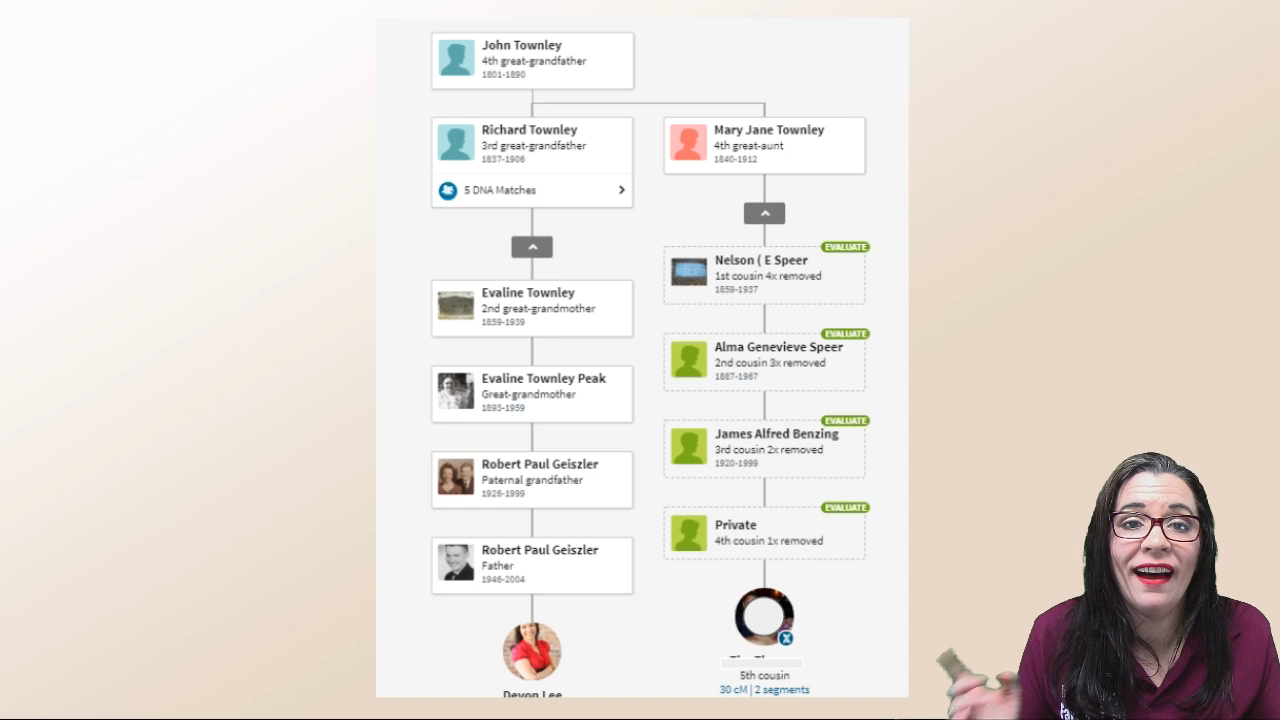 John Townley
4th great-grandfather
1801-1890
Richard Townley
3rd great-grandfather
1837-1906
5 DNA Matches
Evaline Townley
2nd great-grandmother
1859-1939
Evaline Townley Peak
Great-grandmother
1893-1959
Robert Paul Geiszler
Paternal grandfather
1926-1999
Robert Paul Geiszler
Father
1946-2004
Devon Lee
Mary Jane Townley
4th great-aunt
1840-1912
EVALUATE
Nelson ( E Speer
1st cousin 4x removed
1859-1937
EVALUATE
Alma Genevieve Speer
2nd cousin 3x removed
1887-1967
EVALUATE
James Alfred Benzing
3rd cousin 2x removed
1920-1999
EVALUATE
Private
4th cousin 1x removed
5th cousin
30 cM | 2 segments